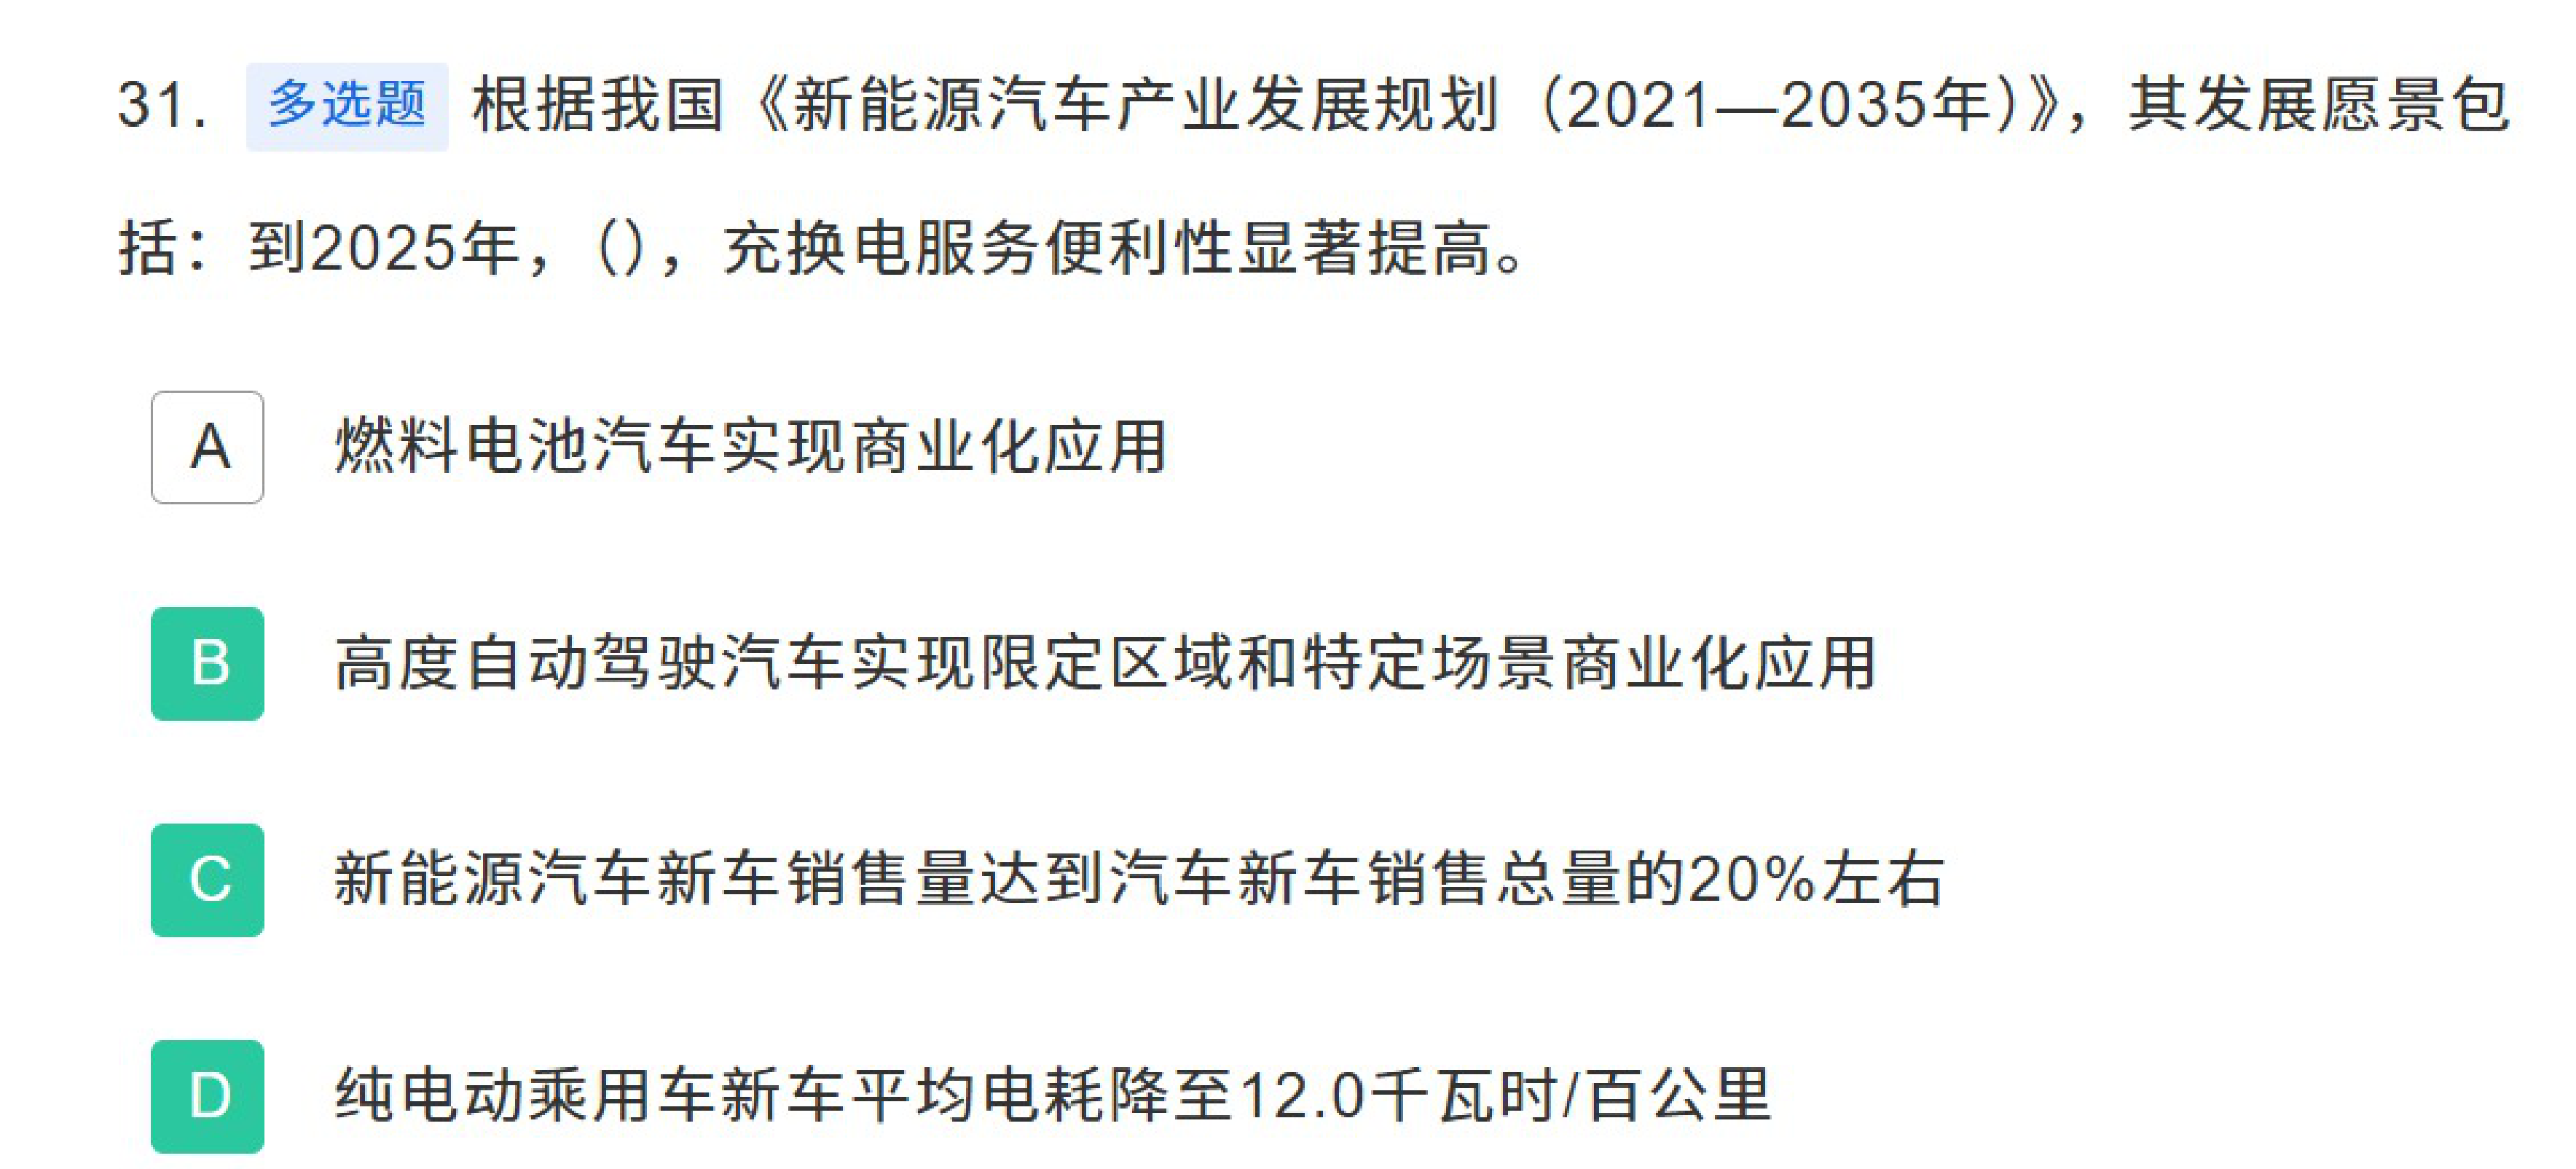 31. 多选题 根据我国《新能源汽车产业发展规划（2021—2035年）》，其发展愿景包
括：到2025年，（），充换电服务便利性显著提高。
A 燃料电池汽车实现商业化应用
B 高度自动驾驶汽车实现限定区域和特定场景商业化应用
C 新能源汽车新车销售量达到汽车新车销售总量的20%左右
D 纯电动乘用车新车平均电耗降至12.0千瓦时/百公里